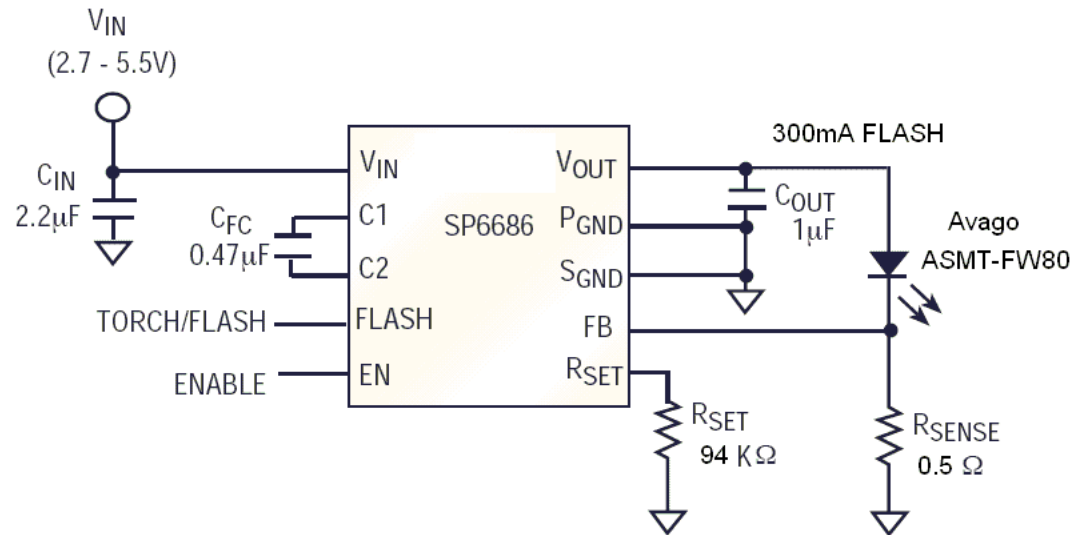 VIN
(2.7 - 5.5V)
300mA FLASH
CIN
2.2µF
CFC
0.47µF
TORCH/FLASH
ENABLE
VIN
C1
C2
FLASH
EN
SP6686
VOUT
PGND
SGND
FB
RSET
COUT
1µF
Avago
ASMT-FW80
RSET
94 KΩ
RSENSE
0.5 Ω